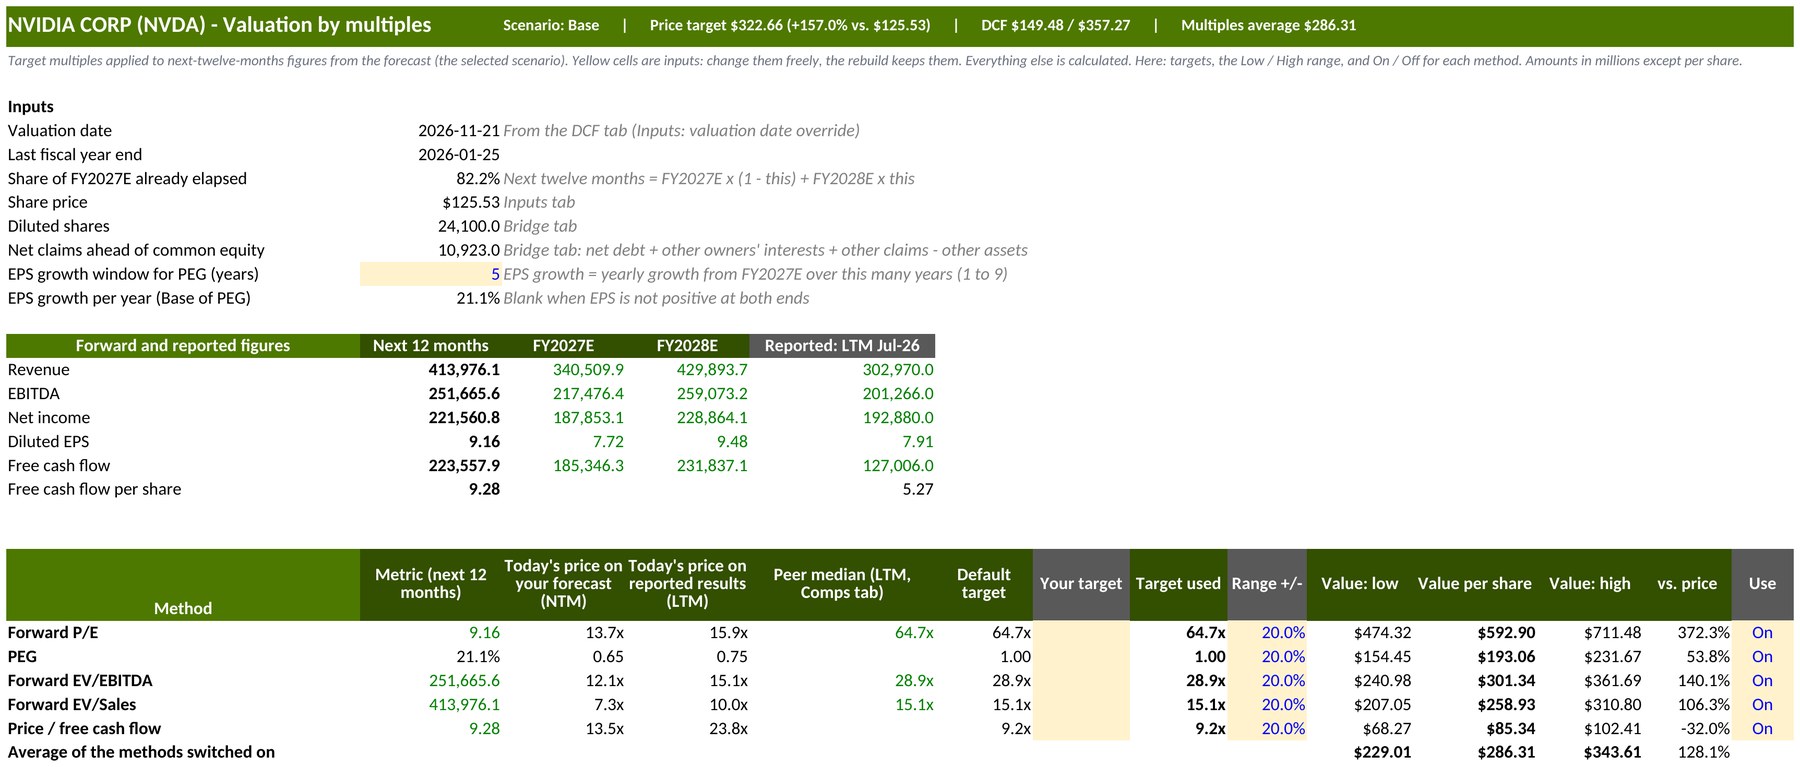 NVIDIA CORP (NVDA) - Valuation by multiples Scenario: Base | Price target $322.66 (+157.0% vs. $125.53) | DCF $149.48 / $357.27 | Multiples average $286.31
Target multiples applied to next-twelve-months figures from the forecast (the selected scenario). Yellow cells are inputs: change them freely, the rebuild keeps them. Everything else is calculated. Here: targets, the Low / High range, and On / Off for each method. Amounts in millions except per share.
Inputs
Valuation date 2026-11-21 From the DCF tab (Inputs: valuation date override)
Last fiscal year end 2026-01-25
Share of FY2027E already elapsed 82.2% Next twelve months = FY2027E x (1 - this) + FY2028E x this
Share price $125.53 Inputs tab
Diluted shares 24,100.0 Bridge tab
Net claims ahead of common equity 10,923.0 Bridge tab: net debt + other owners' interests + other claims - other assets
EPS growth window for PEG (years) 5 EPS growth = yearly growth from FY2027E over this many years (1 to 9)
EPS growth per year (Base of PEG) 21.1% Blank when EPS is not positive at both ends
Forward and reported figures Next 12 months FY2027E FY2028E Reported: LTM Jul-26
Revenue 413,976.1 340,509.9 429,893.7 302,970.0
EBITDA 251,665.6 217,476.4 259,073.2 201,266.0
Net income 221,560.8 187,853.1 228,864.1 192,880.0
Diluted EPS 9.16 7.72 9.48 7.91
Free cash flow 223,557.9 185,346.3 231,837.1 127,006.0
Free cash flow per share 9.28 5.27
Method Metric (next 12 months) Today's price on your forecast (NTM) Today's price on reported results (LTM) Peer median (LTM, Comps tab) Default target Your target Target used Range +/- Value: low Value per share Value: high vs. price Use
Forward P/E 9.16 13.7x 15.9x 64.7x 64.7x 64.7x 20.0% $474.32 $592.90 $711.48 372.3% On
PEG 21.1% 0.65 0.75 1.00 1.00 20.0% $154.45 $193.06 $231.67 53.8% On
Forward EV/EBITDA 251,665.6 12.1x 15.1x 28.9x 28.9x 28.9x 20.0% $240.98 $301.34 $361.69 140.1% On
Forward EV/Sales 413,976.1 7.3x 10.0x 15.1x 15.1x 15.1x 20.0% $207.05 $258.93 $310.80 106.3% On
Price / free cash flow 9.28 13.5x 23.8x 9.2x 9.2x 20.0% $68.27 $85.34 $102.41 -32.0% On
Average of the methods switched on $229.01 $286.31 $343.61 128.1%